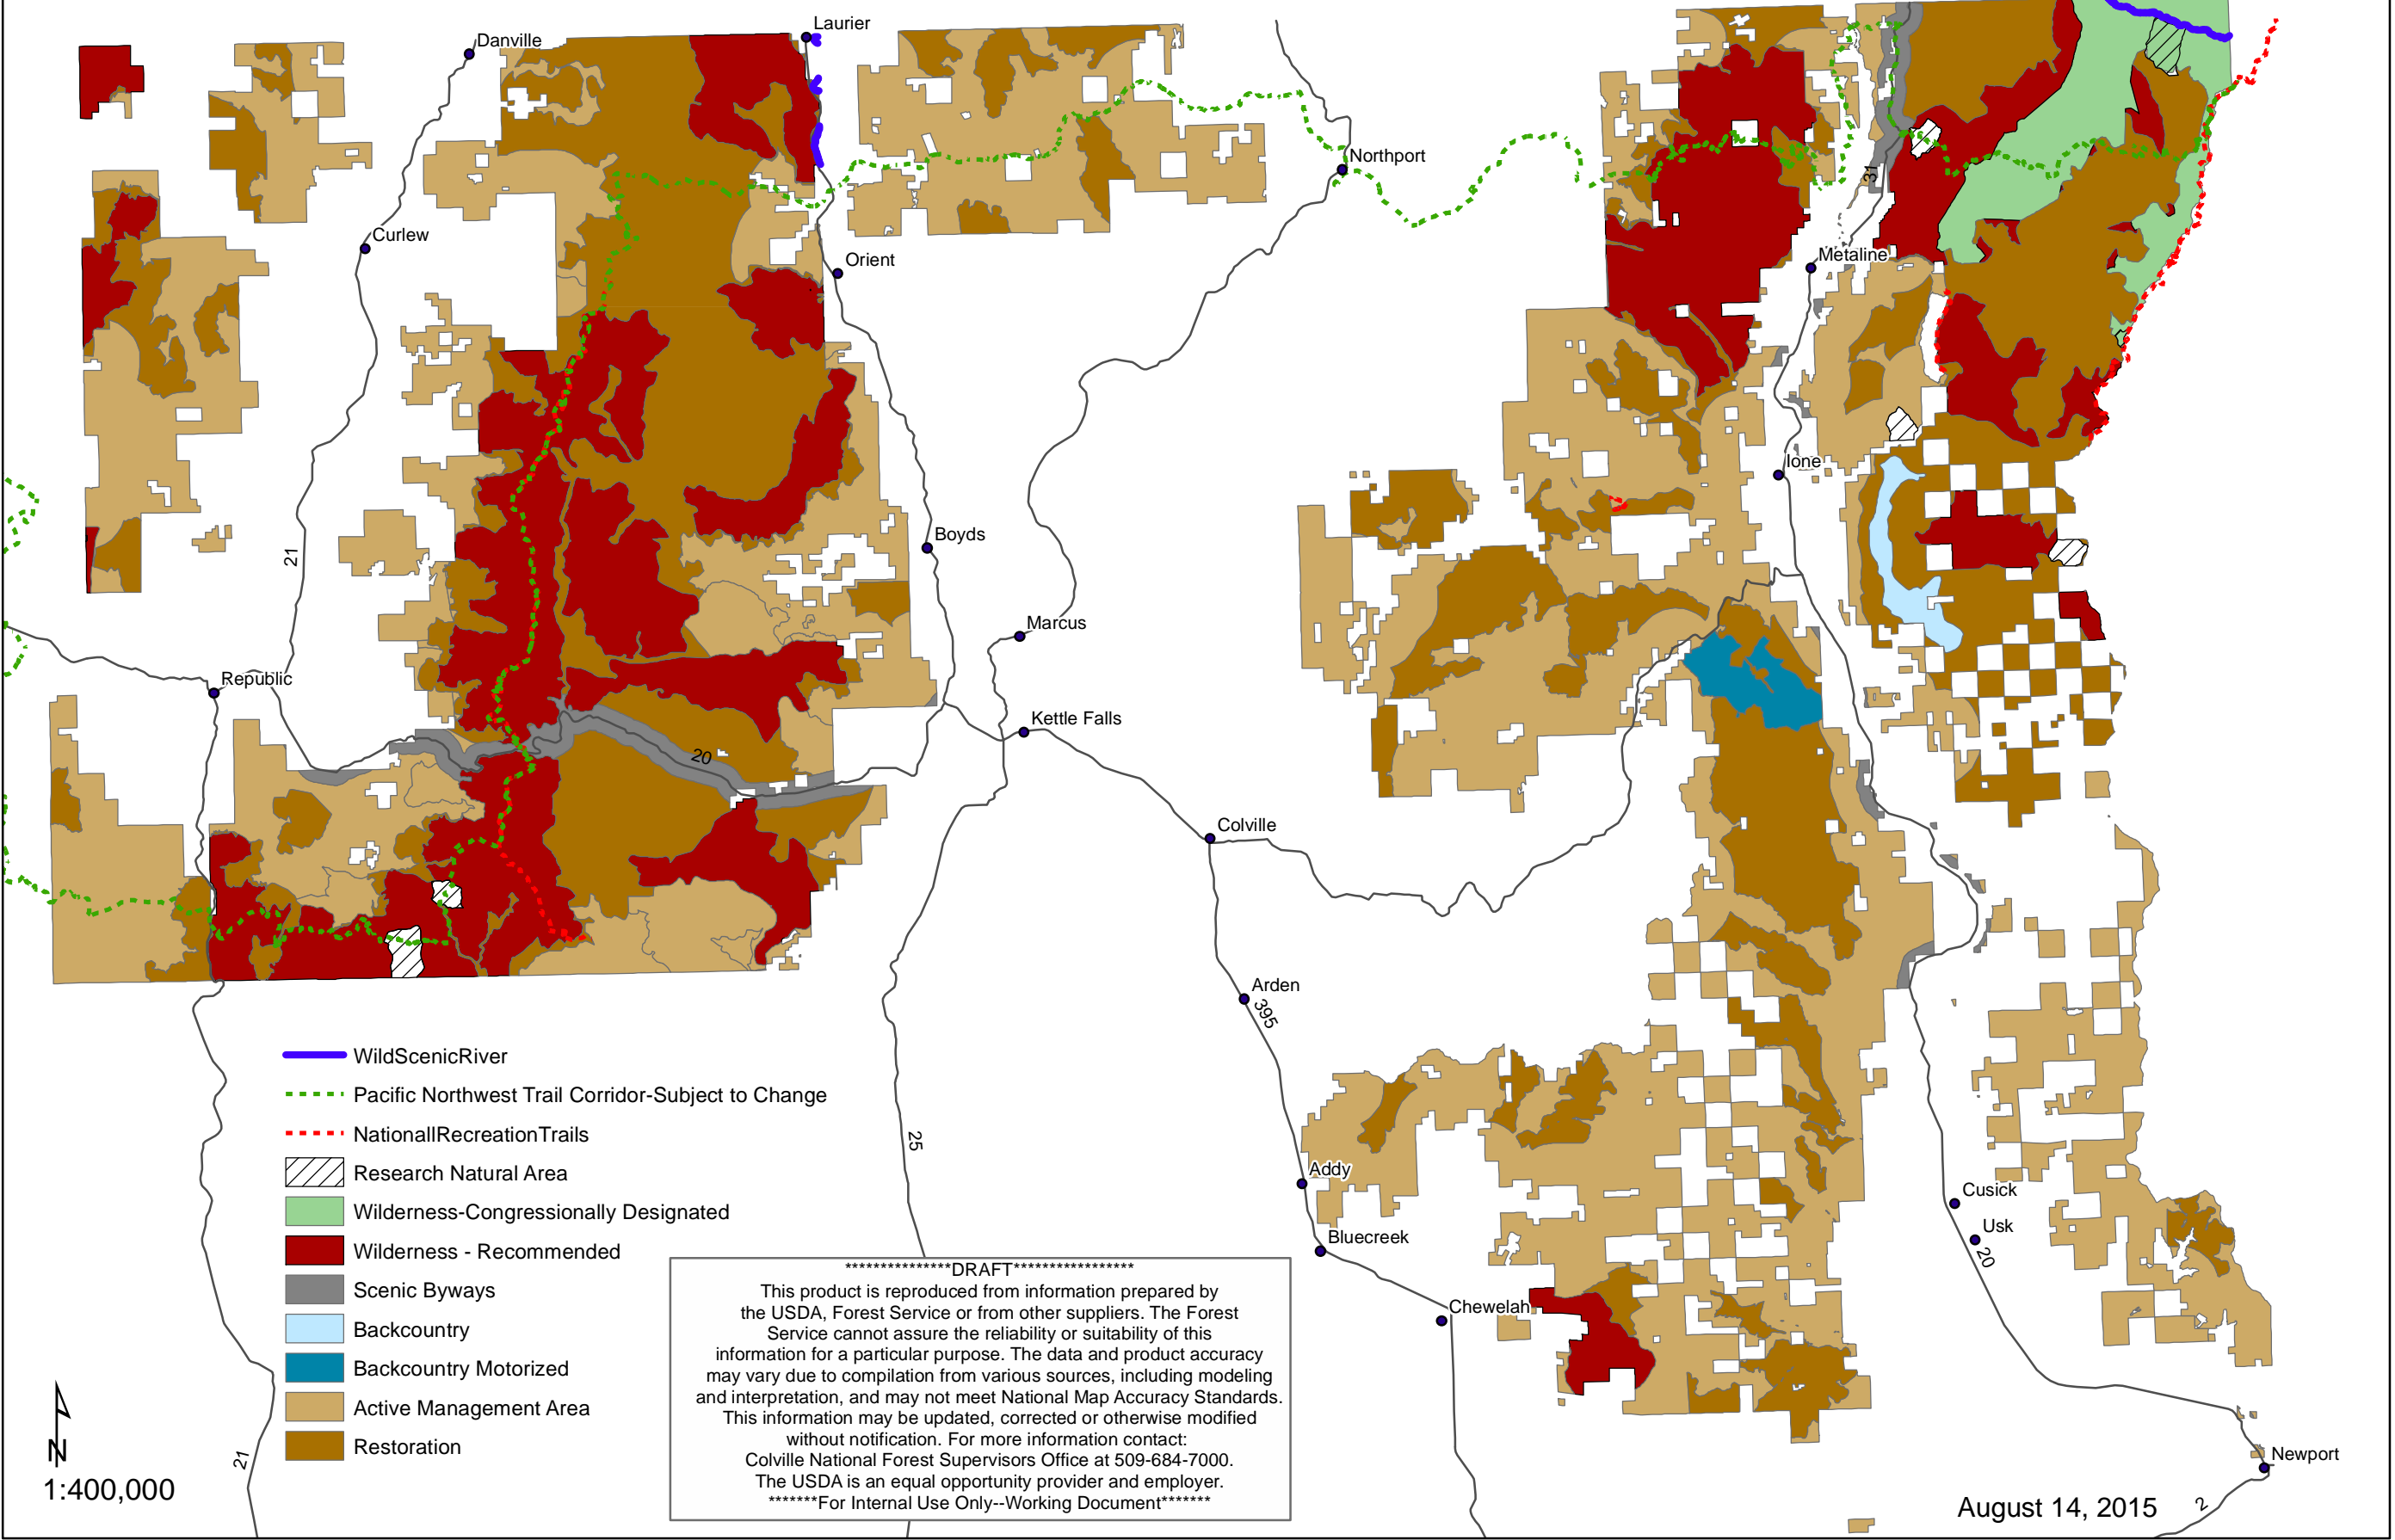 Laurier
Danville
Northport
31
Curlew
Metaline
Orient
Ione
21
Boyds
Marcus
Republic
Kettle Falls
20
Colville
Arden
395
WildScenicRiver
Pacific Northwest Trail Corridor-Subject to Change
NationallRecreationTrails
Research Natural Area
Wilderness-Congressionally Designated
Wilderness - Recommended
Scenic Byways
Backcountry
Backcountry Motorized
Active Management Area
Restoration
25
Addy
Bluecreek
Cusick
Usk
20
Chewelah
***************DRAFT*****************
This product is reproduced from information prepared by
the USDA, Forest Service or from other suppliers. The Forest
Service cannot assure the reliability or suitability of this
information for a particular purpose. The data and product accuracy
may vary due to compilation from various sources, including modeling
and interpretation, and may not meet National Map Accuracy Standards.
This information may be updated, corrected or otherwise modified
without notification. For more information contact:
Colville National Forest Supervisors Office at 509-684-7000.
The USDA is an equal opportunity provider and employer.
*******For Internal Use Only--Working Document*******
N
1:400,000
21
Newport
2
August 14, 2015